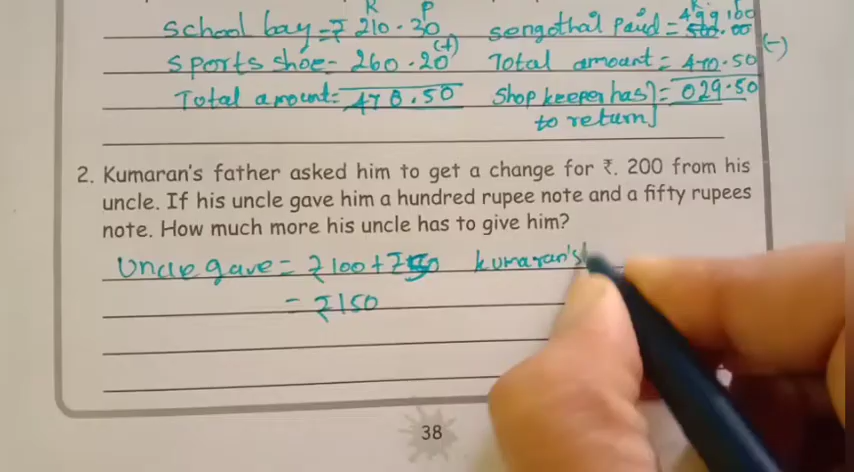 R P
school bag = ₹ 210.30
sports shoe = 260.20 (+)
Total amount = 470.50
sengothai paid = 500.00
Total amount = 470.50 (-)
Shop keeper has] = 029.50
to return]
2. Kumaran's father asked him to get a change for ₹. 200 from his
uncle. If his uncle gave him a hundred rupee note and a fifty rupees
note. How much more his uncle has to give him?
Uncle gave = ₹100 + ₹50 kumaran's
= ₹150
38